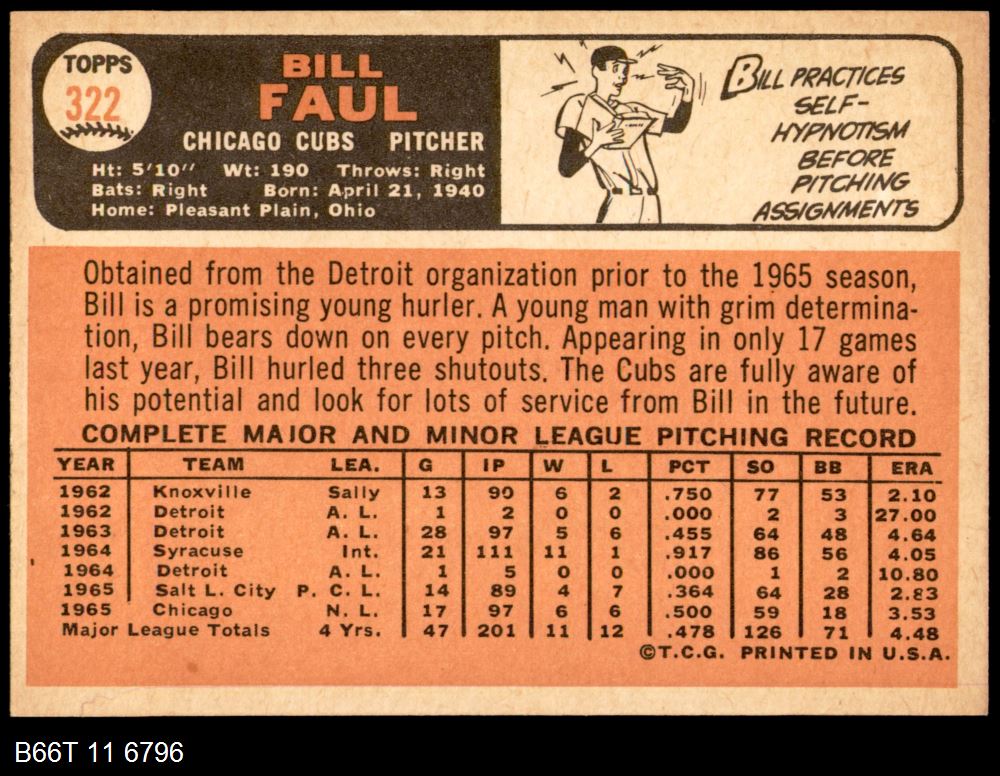 TOPPS
322
BILL
FAUL
CHICAGO CUBS PITCHER
Ht: 5'10" Wt: 190 Throws: Right
Bats: Right Born: April 21, 1940
Home: Pleasant Plain, Ohio
BILL PRACTICES
SELF-
HYPNOTISM
BEFORE
PITCHING
ASSIGNMENTS
Obtained from the Detroit organization prior to the 1965 season,
Bill is a promising young hurler. A young man with grim determina-
tion, Bill bears down on every pitch. Appearing in only 17 games
last year, Bill hurled three shutouts. The Cubs are fully aware of
his potential and look for lots of service from Bill in the future.
COMPLETE MAJOR AND MINOR LEAGUE PITCHING RECORD
YEAR TEAM LEA. G IP W L PCT SO BB ERA
1962 Knoxville Sally 13 90 6 2 .750 77 53 2.10
1962 Detroit A. L. 1 2 0 0 .000 2 3 27.00
1963 Detroit A. L. 28 97 5 6 .455 64 48 4.64
1964 Syracuse Int. 21 111 11 1 .917 86 56 4.05
1964 Detroit A. L. 1 5 0 0 .000 1 2 10.80
1965 Salt L. City P. C. L. 14 89 4 7 .364 64 28 2.83
1965 Chicago N. L. 17 97 6 6 .500 59 18 3.53
Major League Totals 4 Yrs. 47 201 11 12 .478 126 71 4.48
©T.C.G. PRINTED IN U.S.A.
B66T 11 6796